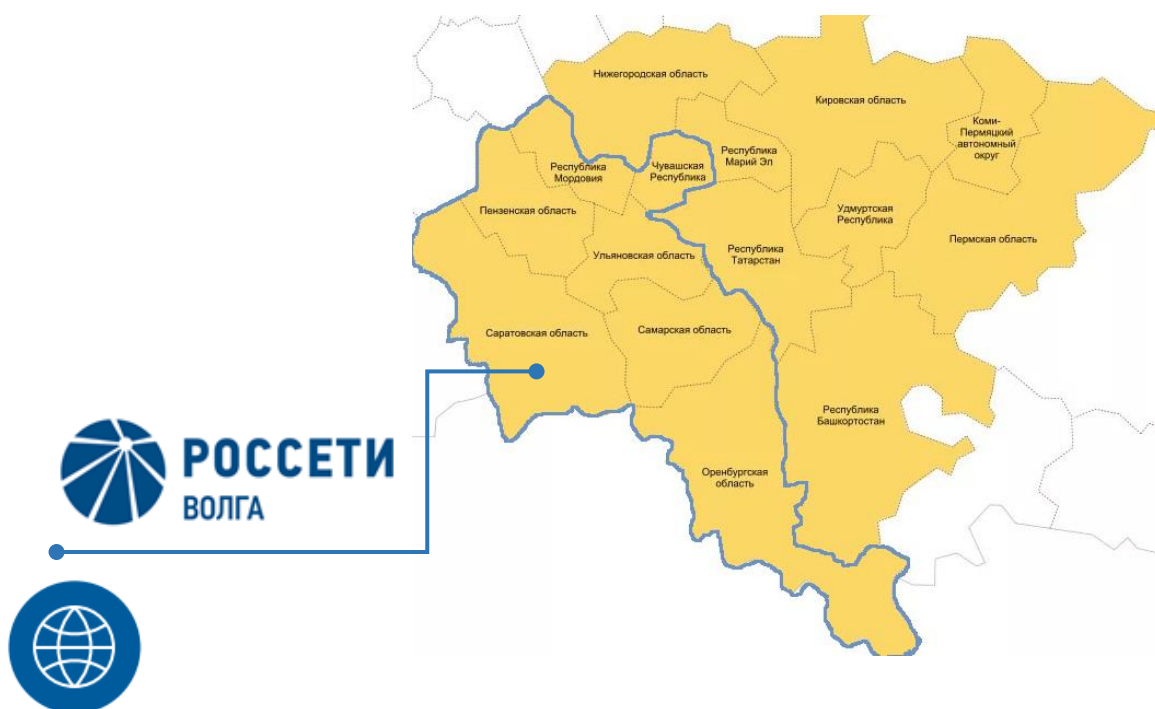 Нижегородская область
Кировская область
Коми-
Пермяцкий
автономный
округ
Республика
Марий Эл
Чувашская
Республика
Республика
Мордовия
Пензенская область
Удмуртская
Республика
Пермская область
Республика
Татарстан
Ульяновская область
Саратовская область
Самарская область
Республика
Башкортостан
Оренбургская
область
РОССЕТИ
ВОЛГА